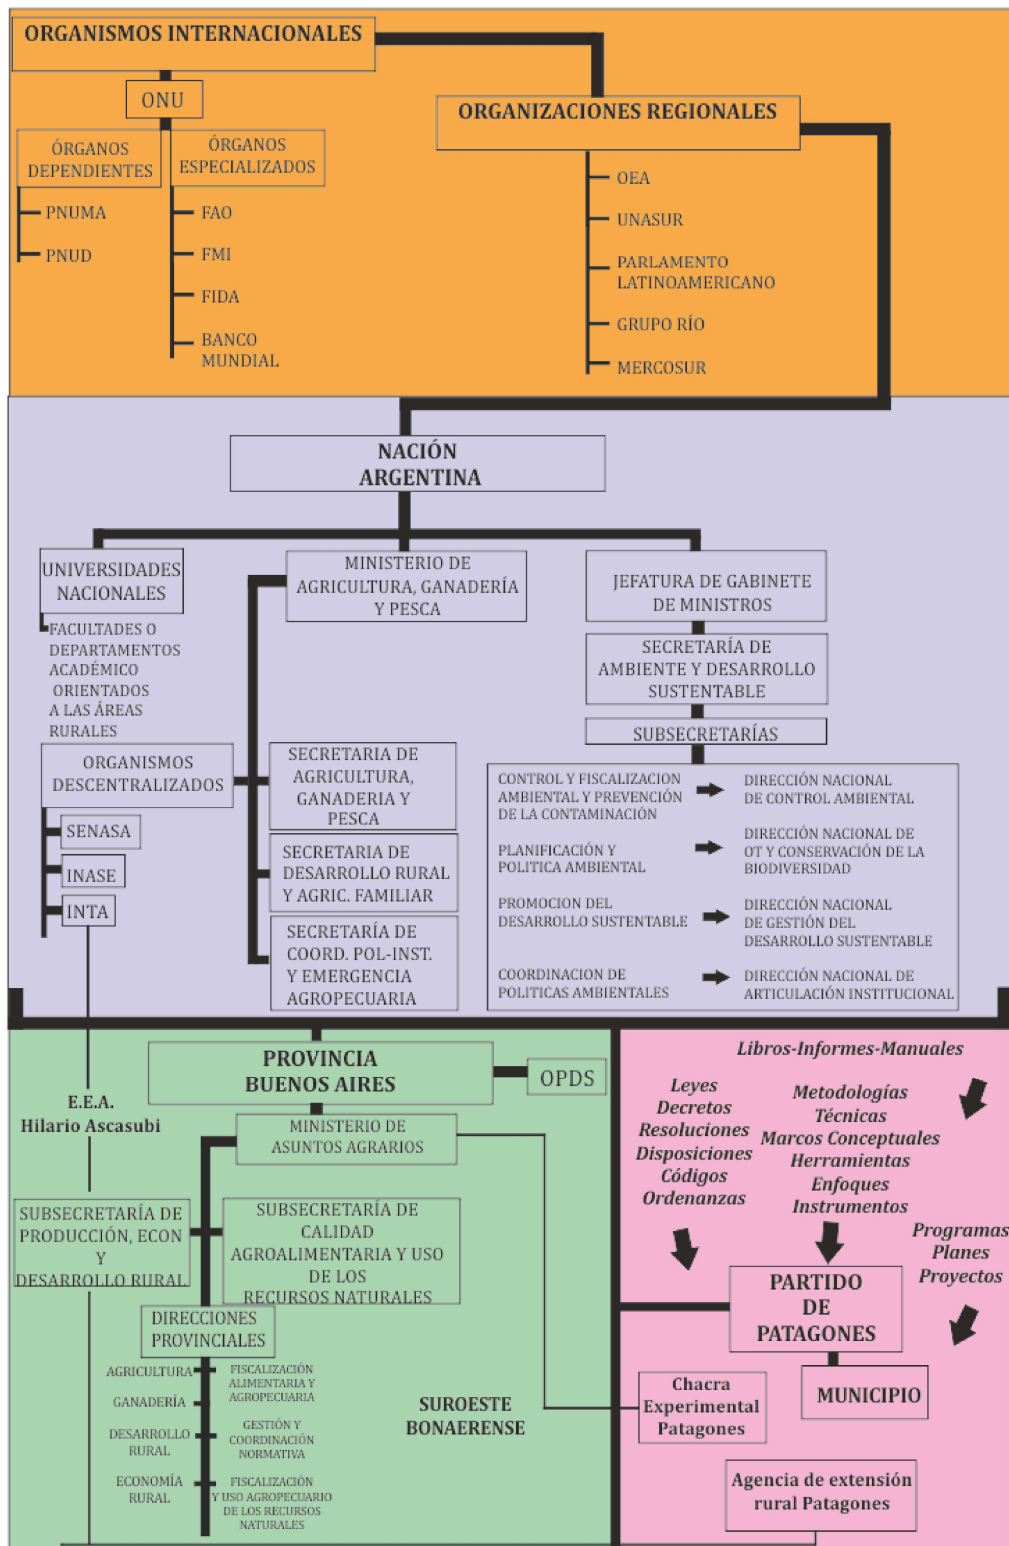 ORGANISMOS INTERNACIONALES
ONU
ÓRGANOS
DEPENDIENTES
PNUMA
PNUD
ÓRGANOS
ESPECIALIZADOS
FAO
FMI
FIDA
BANCO
MUNDIAL
ORGANIZACIONES REGIONALES
OEA
UNASUR
PARLAMENTO
LATINOAMERICANO
GRUPO RÍO
MERCOSUR
NACIÓN
ARGENTINA
UNIVERSIDADES
NACIONALES
FACULTADES O
DEPARTAMENTOS
ACADÉMICO
ORIENTADOS
A LAS ÁREAS
RURALES
MINISTERIO DE
AGRICULTURA, GANADERÍA
Y PESCA
ORGANISMOS
DESCENTRALIZADOS
SENASA
INASE
INTA
SECRETARIA DE
AGRICULTURA,
GANADERIA Y
PESCA
SECRETARIA DE
DESARROLLO RURAL
Y AGRIC. FAMILIAR
SECRETARÍA DE
COORD. POL-INST.
Y EMERGENCIA
AGROPECUARIA
JEFATURA DE GABINETE
DE MINISTROS
SECRETARÍA DE
AMBIENTE Y DESARROLLO
SUSTENTABLE
SUBSECRETARÍAS
CONTROL Y FISCALIZACION
AMBIENTAL Y PREVENCIÓN
DE LA CONTAMINACIÓN
DIRECCIÓN NACIONAL
DE CONTROL AMBIENTAL
PLANIFICACIÓN Y
POLITICA AMBIENTAL
DIRECCIÓN NACIONAL DE
OT Y CONSERVACIÓN DE LA
BIODIVERSIDAD
PROMOCION DEL
DESARROLLO SUSTENTABLE
DIRECCIÓN NACIONAL
DE GESTIÓN DEL
DESARROLLO SUSTENTABLE
COORDINACION DE
POLITICAS AMBIENTALES
DIRECCIÓN NACIONAL DE
ARTICULACIÓN INSTITUCIONAL
PROVINCIA
BUENOS AIRES
OPDS
E.E.A.
Hilario Ascasubi
MINISTERIO DE
ASUNTOS AGRARIOS
SUBSECRETARÍA DE
PRODUCCIÓN, ECON
Y
DESARROLLO RURAL
SUBSECRETARÍA DE
CALIDAD
AGROALIMENTARIA Y USO
DE LOS
RECURSOS NATURALES
DIRECCIONES
PROVINCIALES
AGRICULTURA
GANADERÍA
DESARROLLO
RURAL
ECONOMÍA
RURAL
FISCALIZACIÓN
ALIMENTARIA Y
AGROPECUARIA
GESTIÓN Y
COORDINACIÓN
NORMATIVA
FISCALIZACIÓN
Y USO AGROPECUARIO
DE LOS RECURSOS
NATURALES
SUROESTE
BONAERENSE
Libros-Informes-Manuales
Leyes
Decretos
Resoluciones
Disposiciones
Códigos
Ordenanzas
Metodologías
Técnicas
Marcos Conceptuales
Herramientas
Enfoques
Instrumentos
Programas
Planes
Proyectos
PARTIDO
DE
PATAGONES
MUNICIPIO
Chacra
Experimental
Patagones
Agencia de extensión
rural Patagones